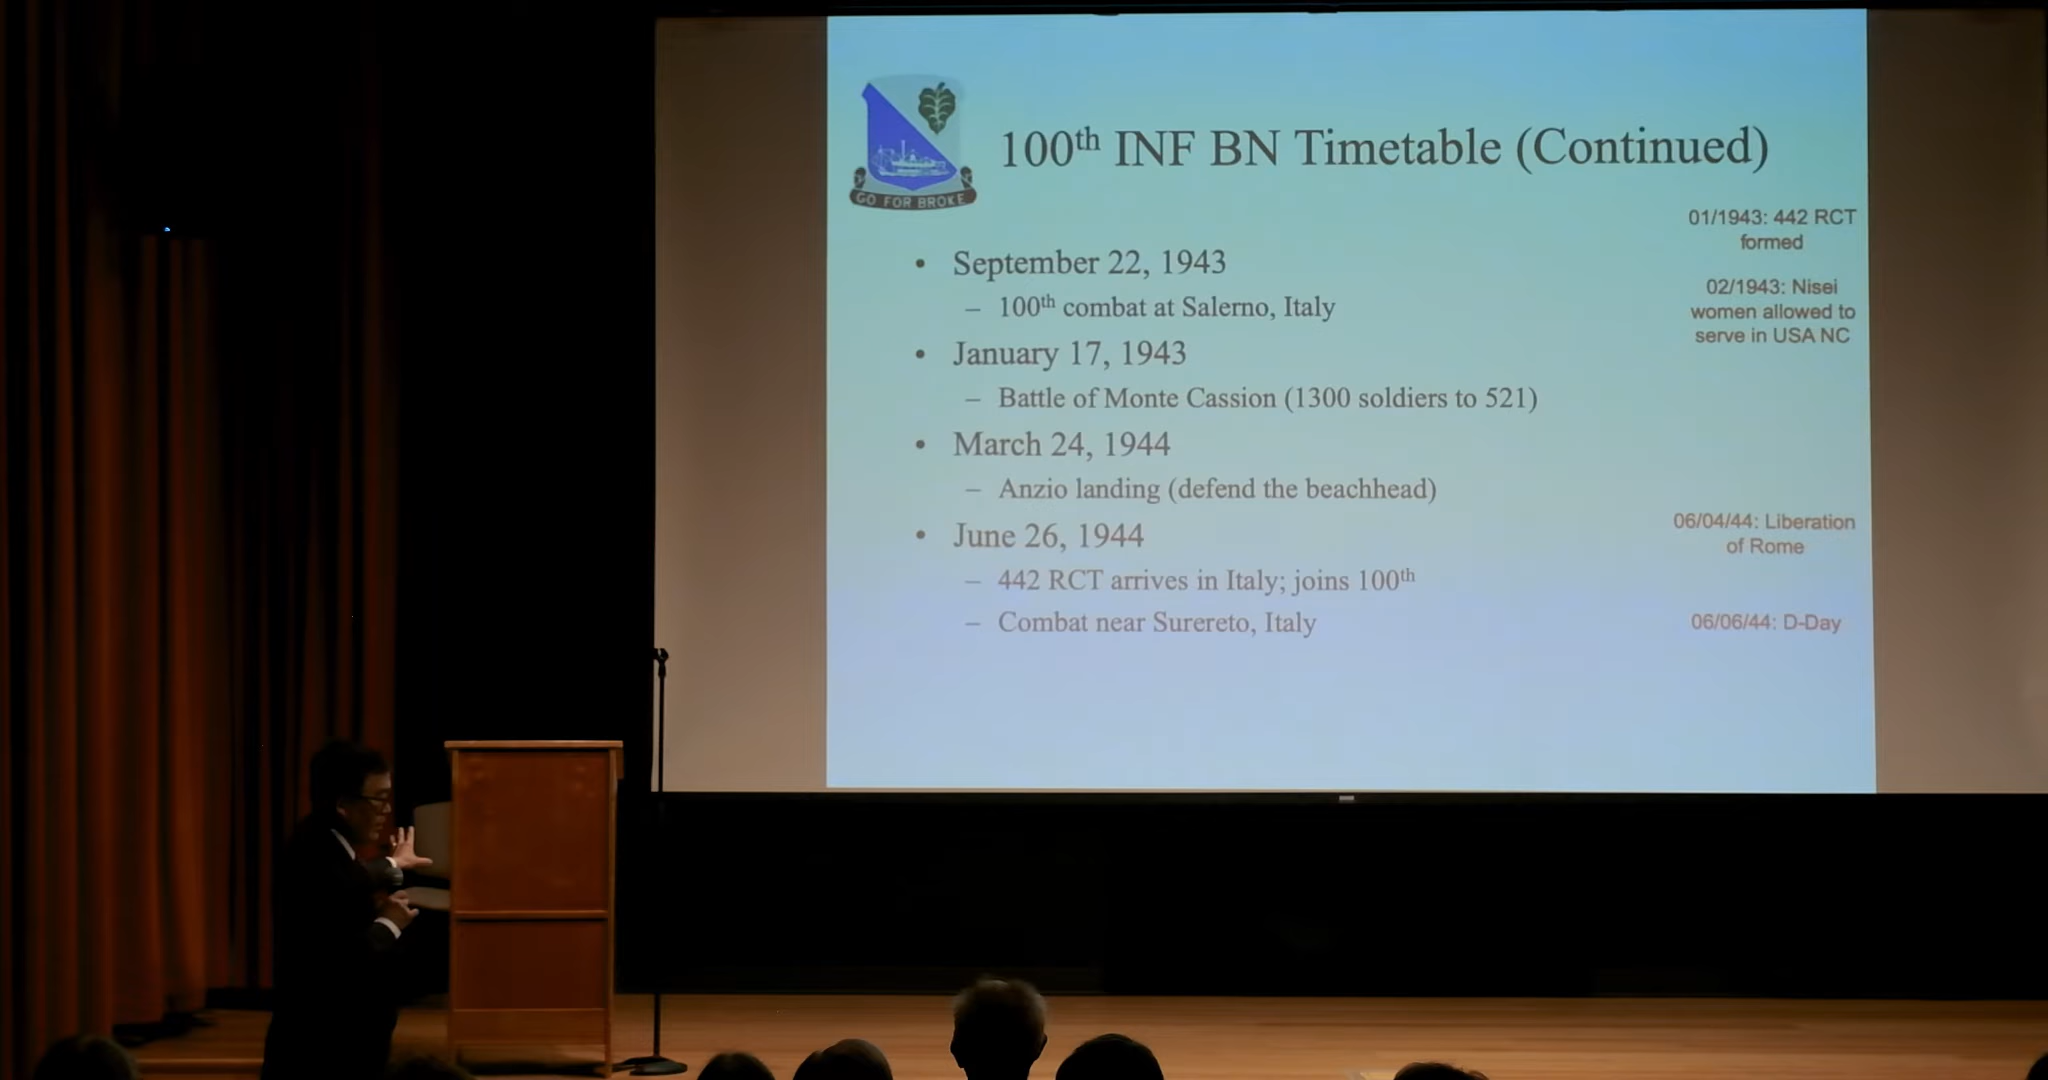 100th INF BN Timetable (Continued)
GO FOR BROKE
• September 22, 1943
– 100th combat at Salerno, Italy
• January 17, 1943
– Battle of Monte Cassion (1300 soldiers to 521)
• March 24, 1944
– Anzio landing (defend the beachhead)
• June 26, 1944
– 442 RCT arrives in Italy; joins 100th
– Combat near Surereto, Italy
01/1943: 442 RCT
formed
02/1943: Nisei
women allowed to
serve in USA NC
06/04/44: Liberation
of Rome
06/06/44: D-Day